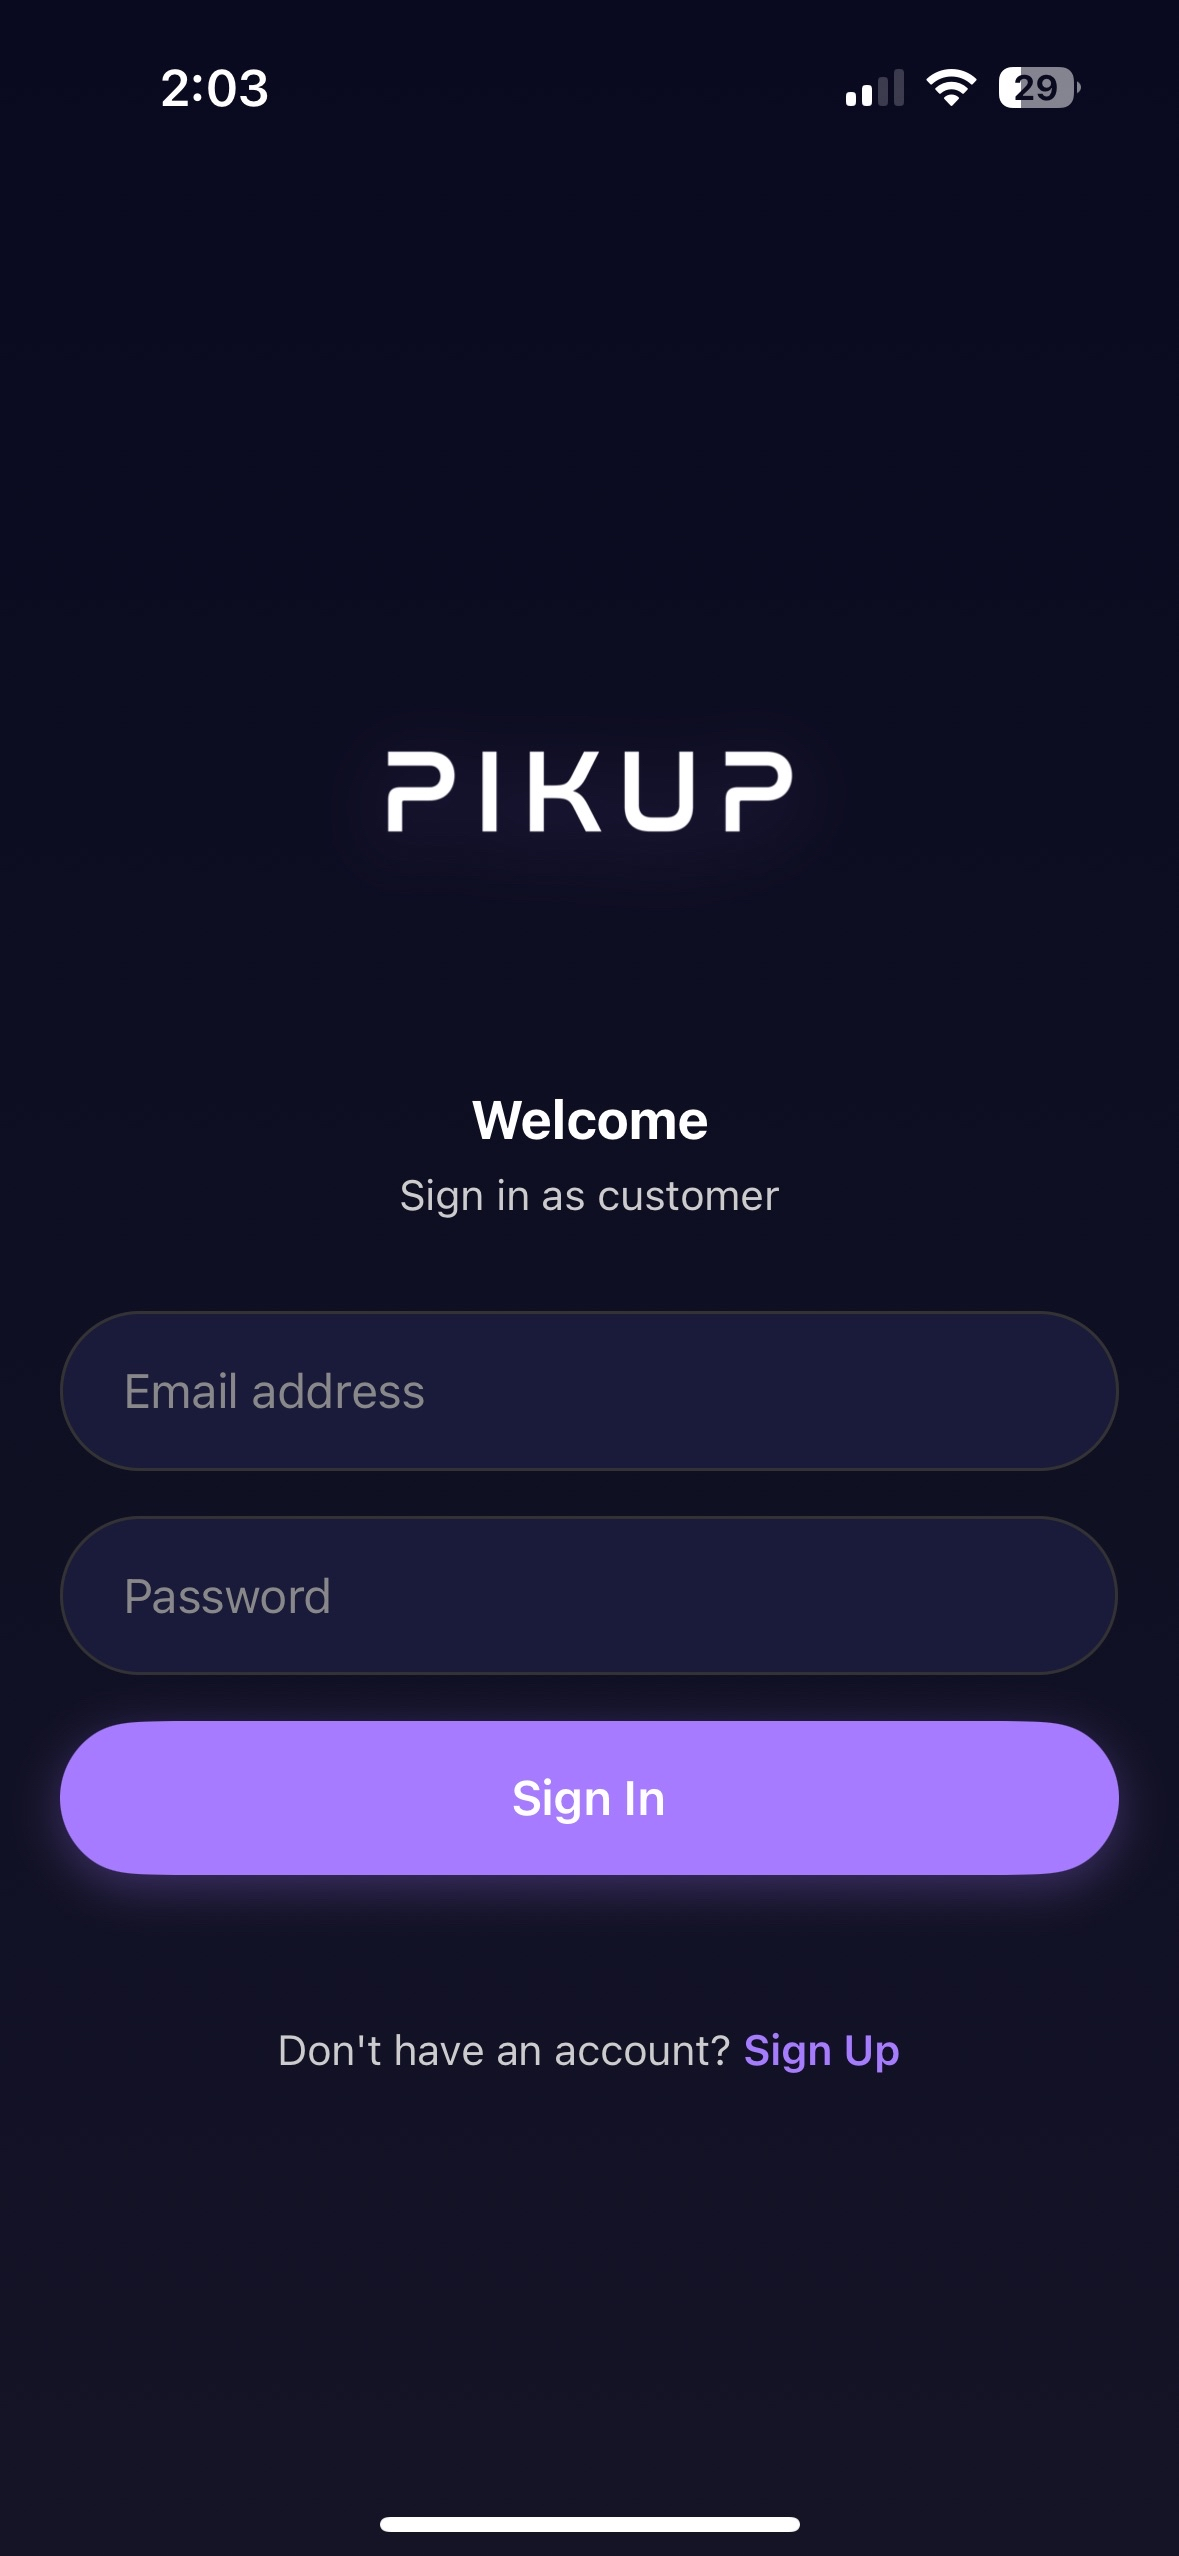 2:03
29
PIKUP
Welcome
Sign in as customer
Email address
Password
Sign In
Don't have an account? Sign Up